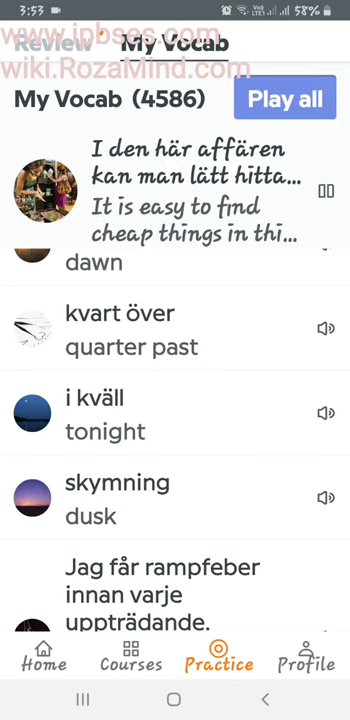 3:53
58%
www.ipbses.com
Review
My Vocab
wiki.RozaMind.com
My Vocab (4586)
Play all
I den här affären
kan man lätt hitta...
It is easy to find
cheap things in thi...
dawn
kvart över
quarter past
i kväll
tonight
skymning
dusk
Jag får rampfeber
innan varje
uppträdande.
Home
Courses
Practice
Profile